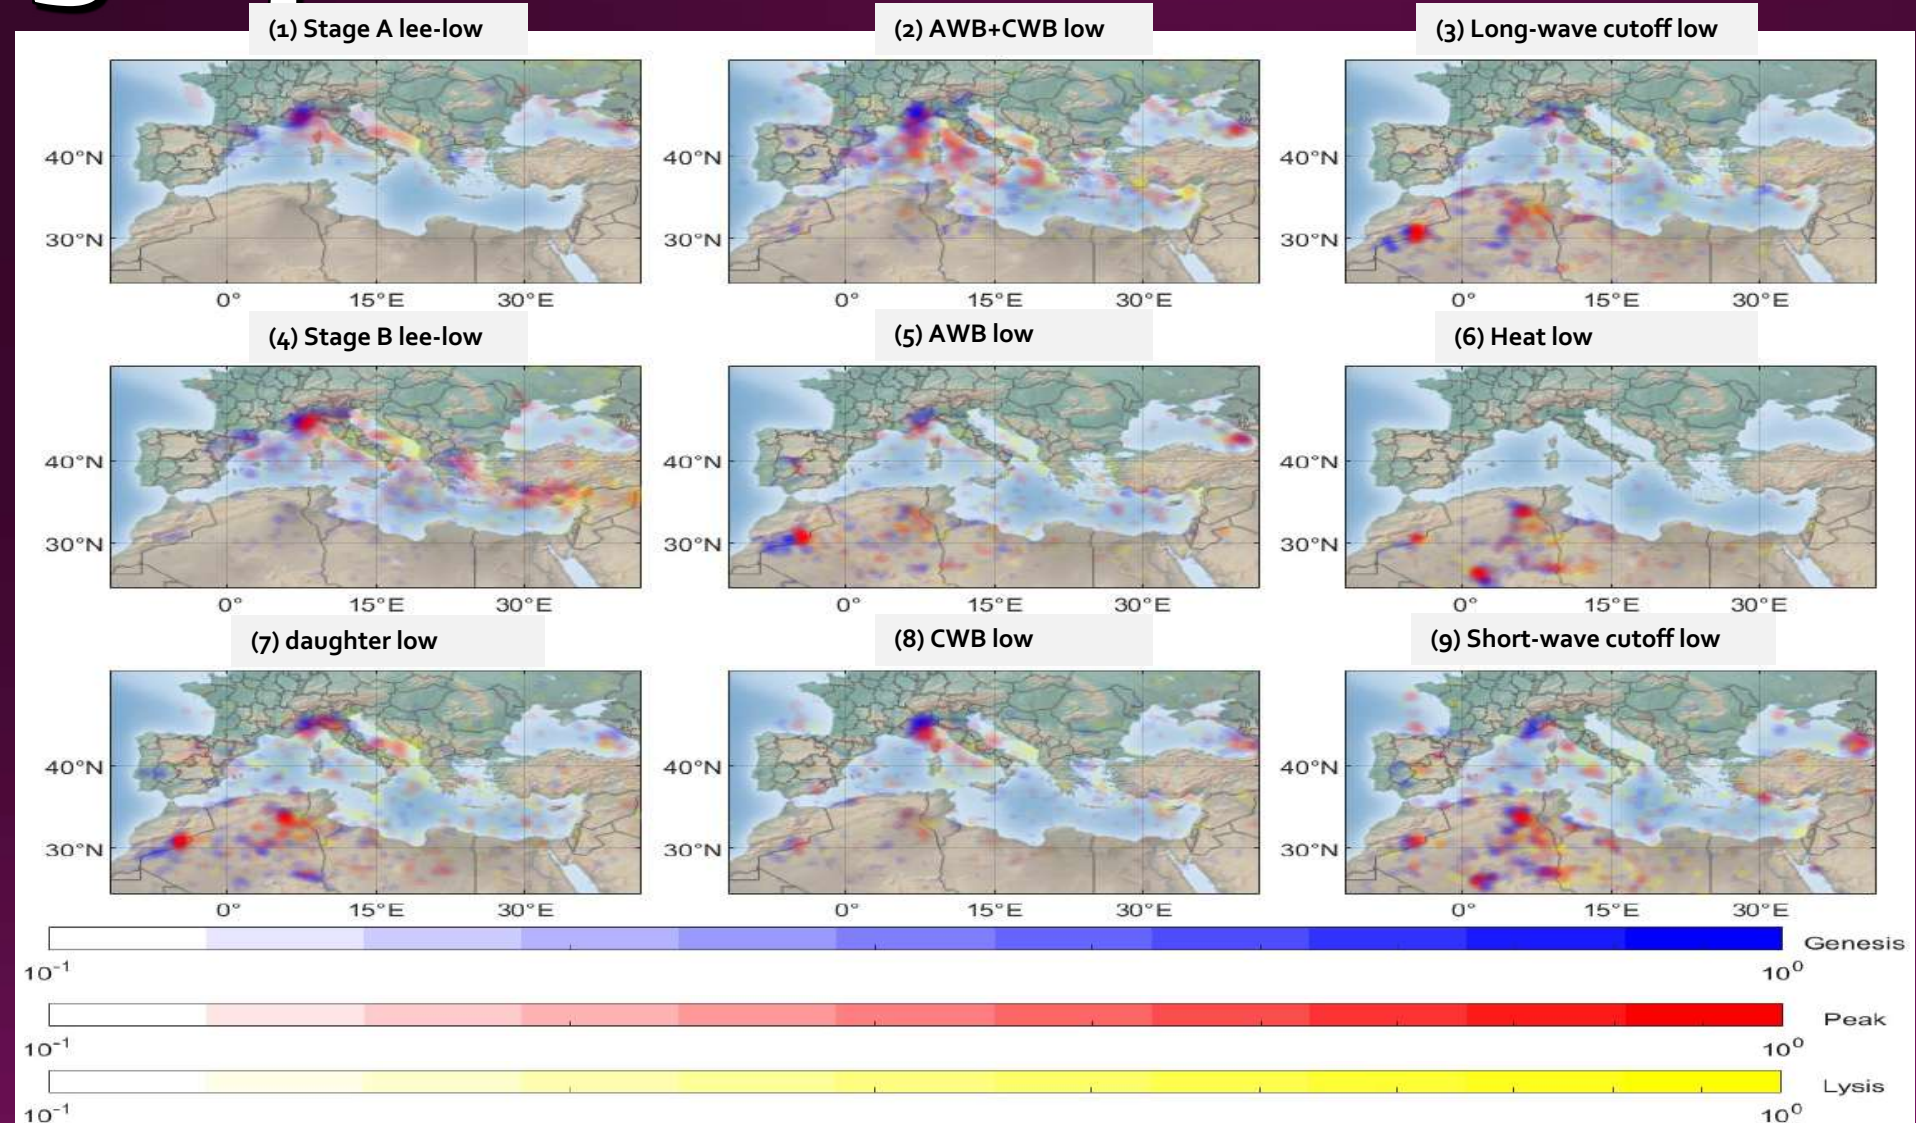 (1) Stage A lee-low
(2) AWB+CWB low
(3) Long-wave cutoff low
40°N
30°N
0°
15°E
30°E
40°N
30°N
0°
15°E
30°E
40°N
30°N
0°
15°E
30°E
(4) Stage B lee-low
(5) AWB low
(6) Heat low
40°N
30°N
0°
15°E
30°E
40°N
30°N
0°
15°E
30°E
40°N
30°N
0°
15°E
30°E
(7) daughter low
(8) CWB low
(9) Short-wave cutoff low
40°N
30°N
0°
15°E
30°E
40°N
30°N
0°
15°E
30°E
40°N
30°N
0°
15°E
30°E
Genesis
10⁻¹
10⁰
Peak
10⁻¹
10⁰
Lysis
10⁻¹
10⁰